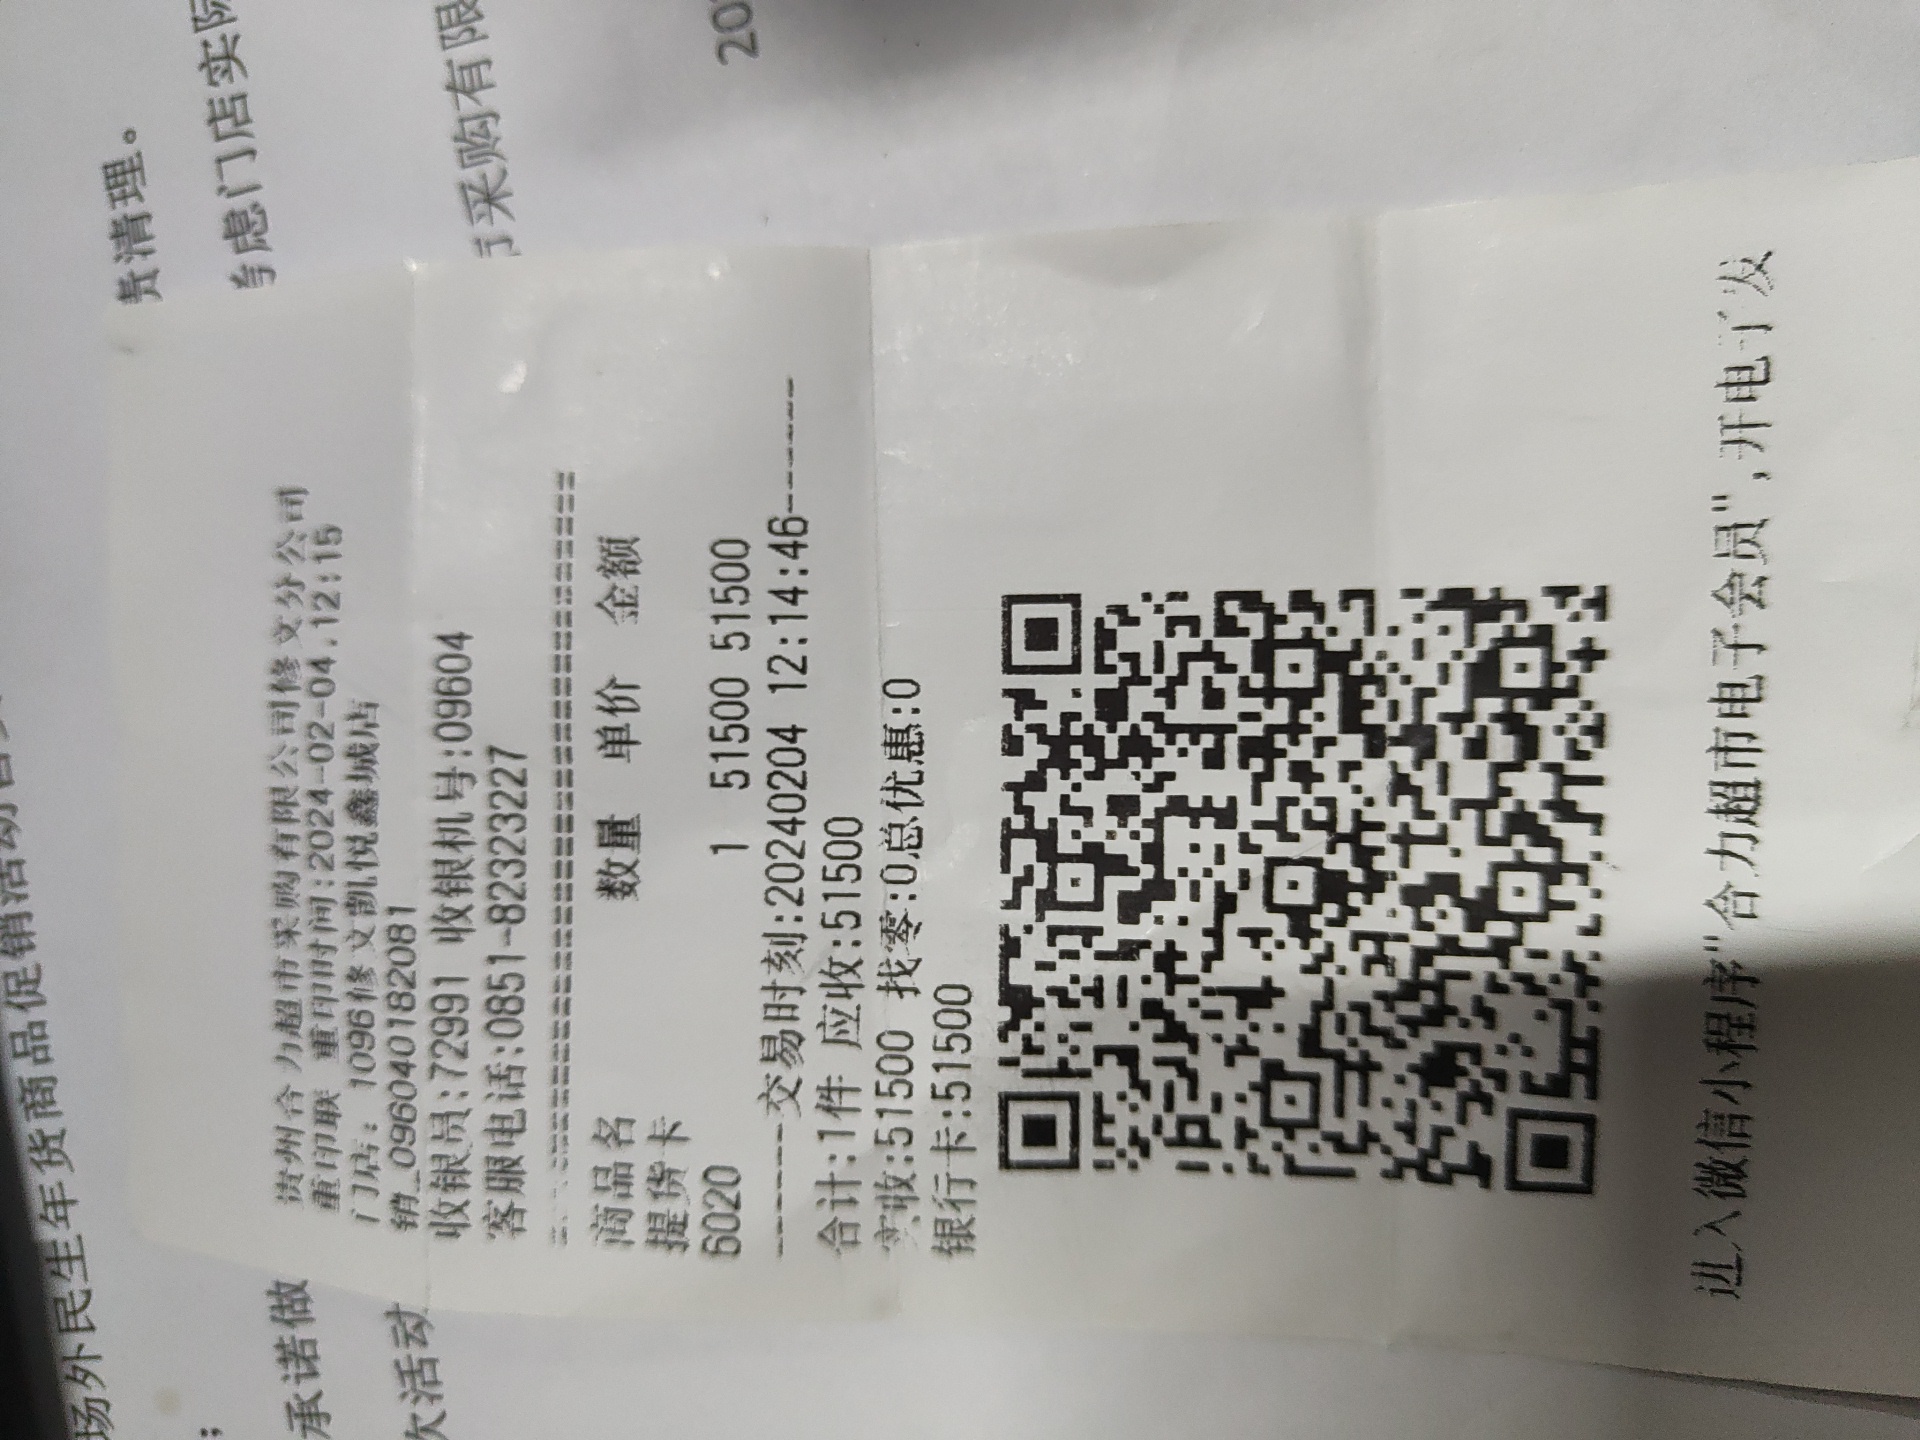 场外民生年货商品促销活动
责清理。
考虑门店实际
承诺做
次活动
采购有限
20
贵州合力超市采购有限公司修文分公司
重印联 重印时间:2024-02-04.12:15
门店: 1096修文凯悦鑫城店
销_0960401182081
收银员:72991 收银机号:09604
客服电话:0851-82323227
商品名 数量 单价 金额
提货卡
6020 1 51500 51500
------交易时刻:20240204 12:14:46------
合计:1件 应收:51500
实收:51500 找零:0总优惠:0
银行卡:51500
进入微信小程序"合力超市电子会员",开电子发